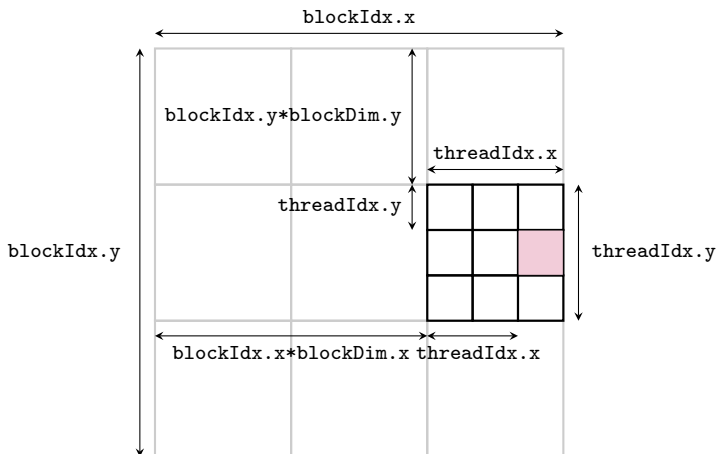 blockIdx.x
blockIdx.y*blockDim.y
threadIdx.x
threadIdx.y
blockIdx.y
threadIdx.y
blockIdx.x*blockDim.x
threadIdx.x